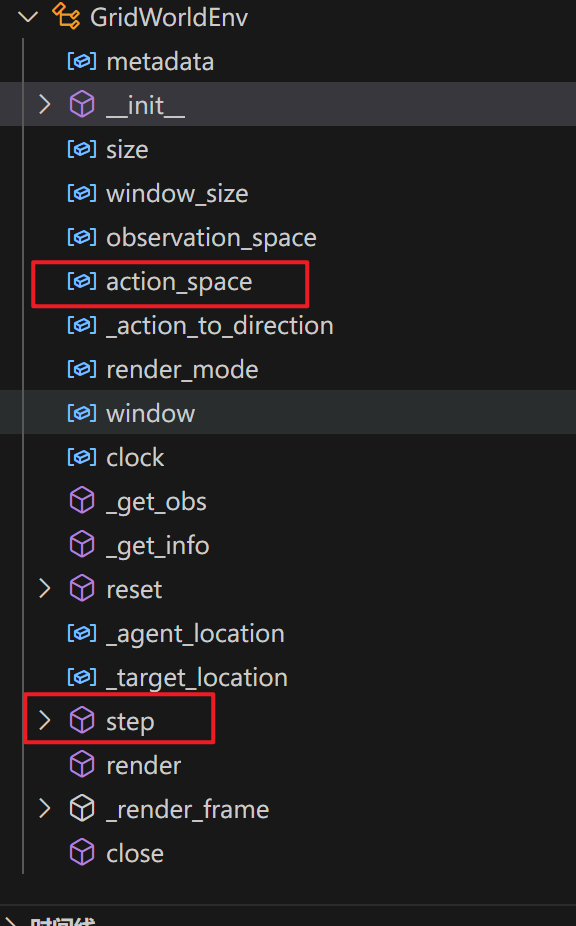 GridWorldEnv
metadata
__init__
size
window_size
observation_space
action_space
_action_to_direction
render_mode
window
clock
_get_obs
_get_info
reset
_agent_location
_target_location
step
render
_render_frame
close
时间线